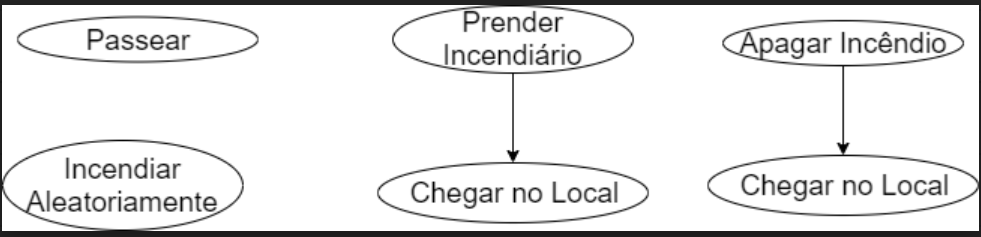 Passear
Prender
Incendiário
Apagar Incêndio
Incendiar
Aleatoriamente
Chegar no Local
Chegar no Local